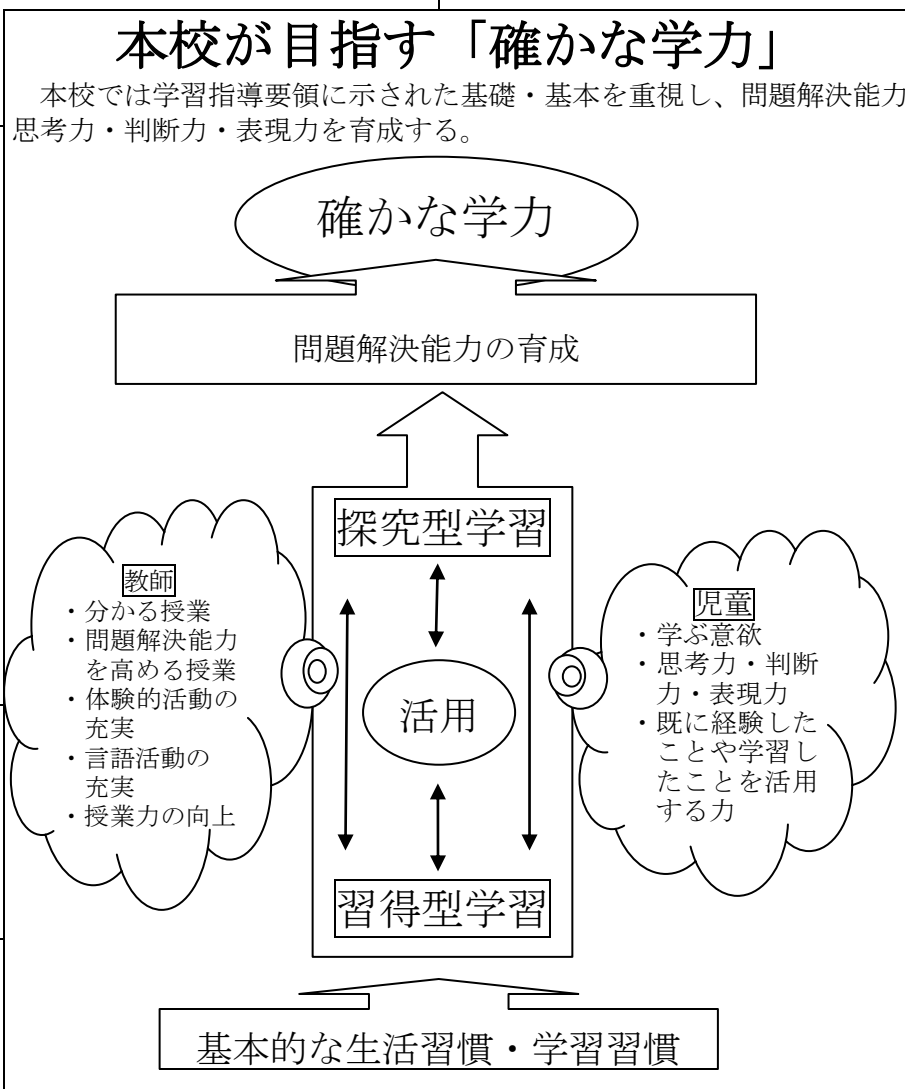 本校が目指す「確かな学力」
本校では学習指導要領に示された基礎・基本を重視し、問題解決能力
思考力・判断力・表現力を育成する。
確かな学力
問題解決能力の育成
探究型学習
教師
・分かる授業
・問題解決能力
を高める授業
・体験的活動の
充実
・言語活動の
充実
・授業力の向上
活用
児童
・学ぶ意欲
・思考力・判断
力・表現力
・既に経験した
ことや学習し
たことを活用
する力
習得型学習
基本的な生活習慣・学習習慣